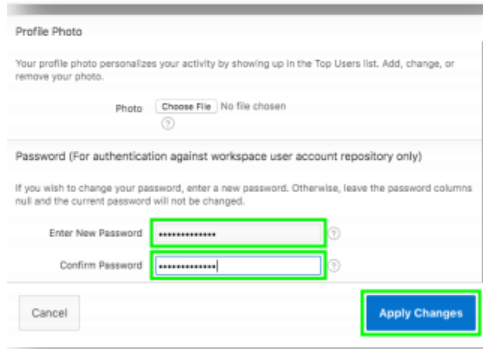 Profile Photo
Your profile photo personalizes your activity by showing up in the Top Users list. Add, change, or
remove your photo.
Photo Choose File No file chosen
?
Password (For authentication against workspace user account repository only)
If you wish to change your password, enter a new password. Otherwise, leave the password columns
null and the current password will not be changed.
Enter New Password ••••••••••••• ?
Confirm Password ••••••••••••• ?
Cancel Apply Changes